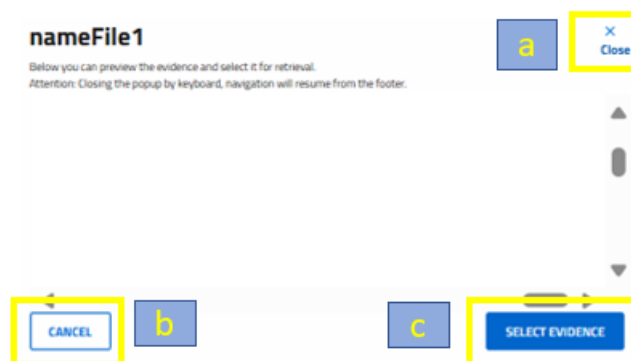 nameFile1
a
×
Close
Below you can preview the evidence and select it for retrieval.
Attention: Closing the popup by keyboard, navigation will resume from the footer.
CANCEL
b
c
SELECT EVIDENCE